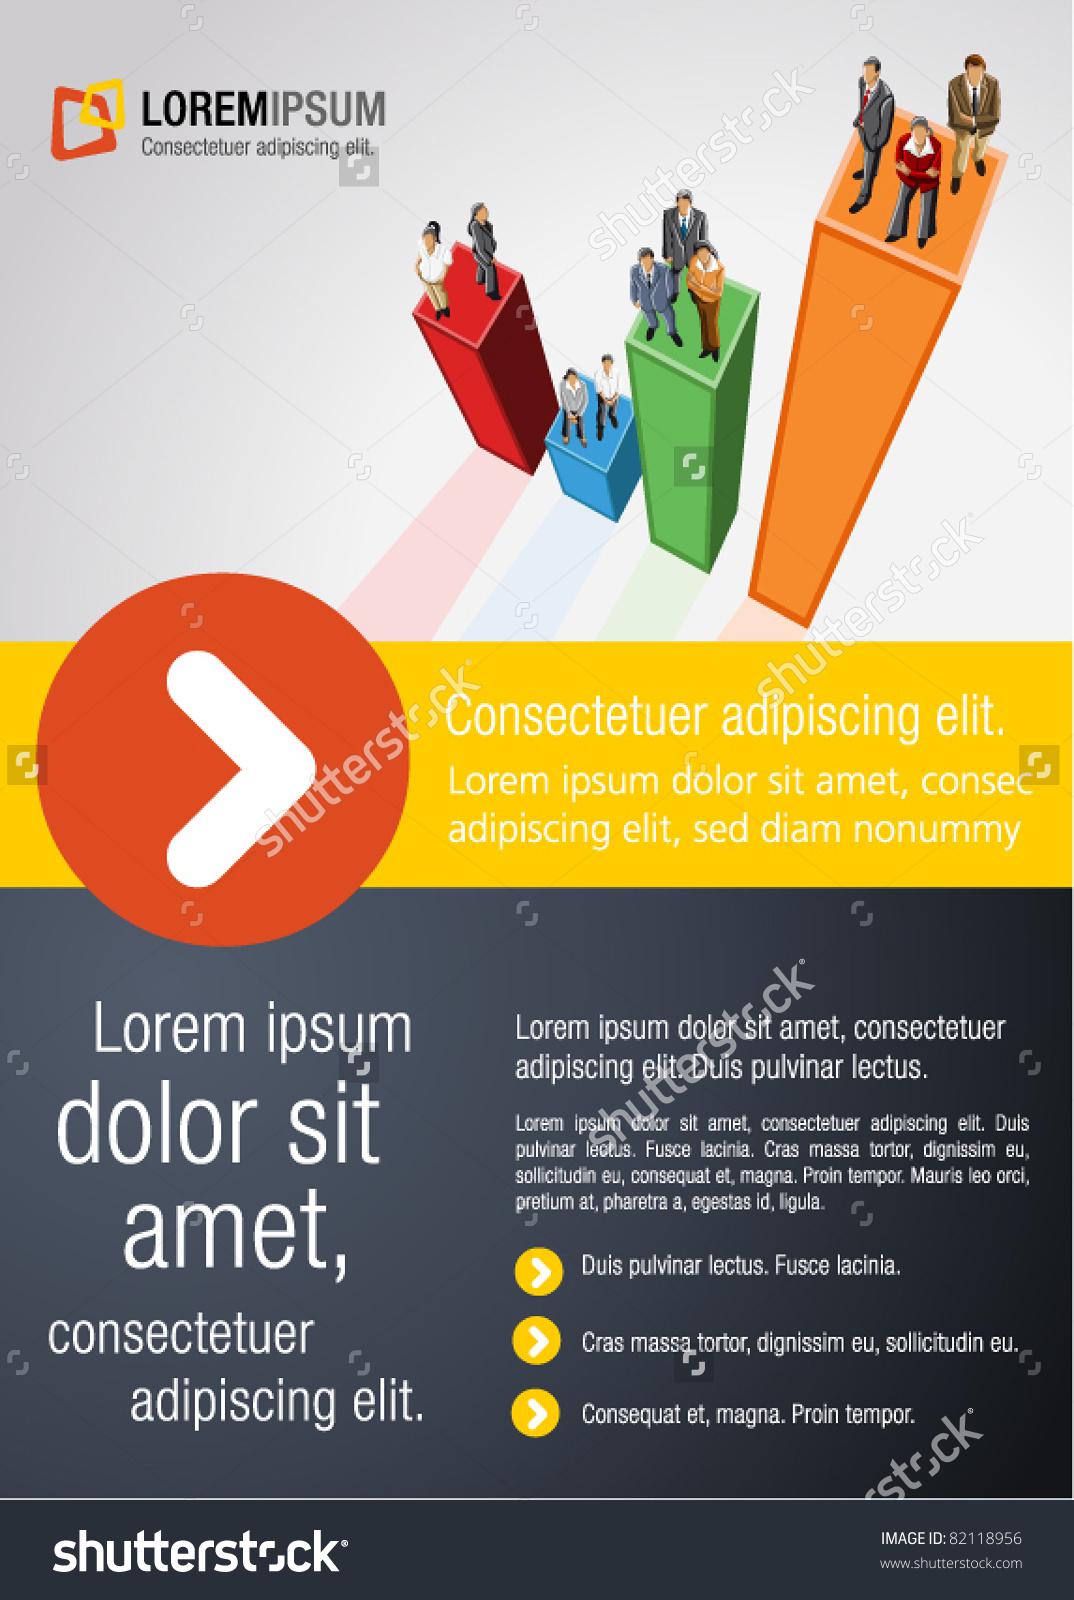 LOREMIPSUM
Consectetuer adipiscing elit.
Consectetuer adipiscing elit.
Lorem ipsum dolor sit amet, consec
adipiscing elit, sed diam nonummy
Lorem ipsum
dolor sit
amet,
consectetuer
adipiscing elit.
Lorem ipsum dolor sit amet, consectetuer
adipiscing elit. Duis pulvinar lectus.
Lorem ipsum dolor sit amet, consectetuer adipiscing elit. Duis
pulvinar lectus. Fusce lacinia. Cras massa tortor, dignissim eu,
sollicitudin eu, consequat et, magna. Proin tempor. Mauris leo orci,
pretium at, pharetra a, egestas id, ligula.
Duis pulvinar lectus. Fusce lacinia.
Cras massa tortor, dignissim eu, sollicitudin eu.
Consequat et, magna. Proin tempor.
shutterstock
shutterstock
shutterstock
shutterstock
shutterstock
IMAGE ID: 82118956
www.shutterstock.com